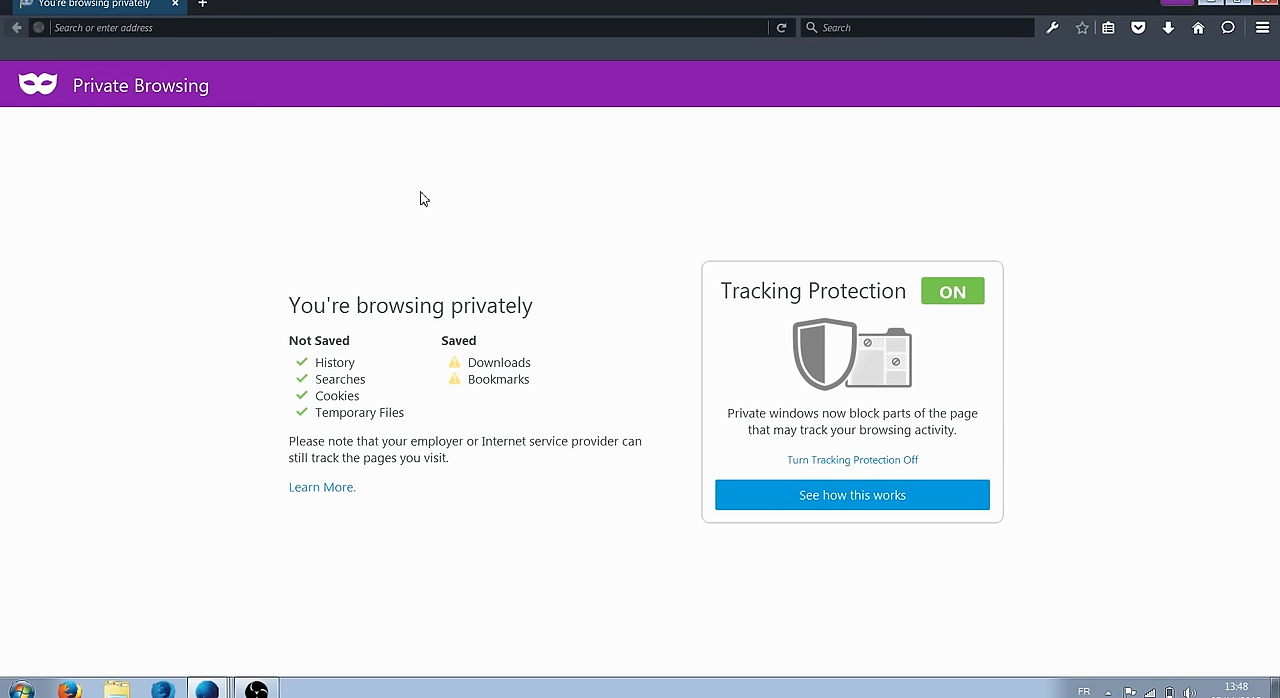 You're browsing privately
Search or enter address
Search
Private Browsing
You're browsing privately
Not Saved
Saved
History
Downloads
Searches
Bookmarks
Cookies
Temporary Files
Please note that your employer or Internet service provider can
still track the pages you visit.
Learn More.
Tracking Protection
ON
Private windows now block parts of the page
that may track your browsing activity.
Turn Tracking Protection Off
See how this works
FR
13:48